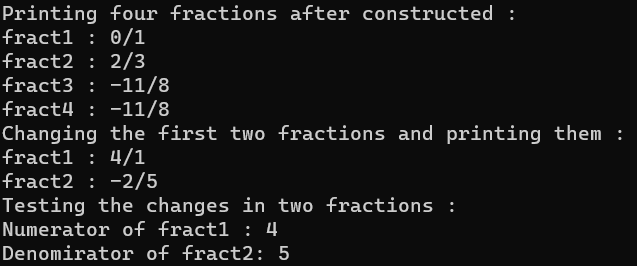 Printing four fractions after constructed :
fract1 : 0/1
fract2 : 2/3
fract3 : -11/8
fract4 : -11/8
Changing the first two fractions and printing them :
fract1 : 4/1
fract2 : -2/5
Testing the changes in two fractions :
Numerator of fract1 : 4
Denomirator of fract2: 5